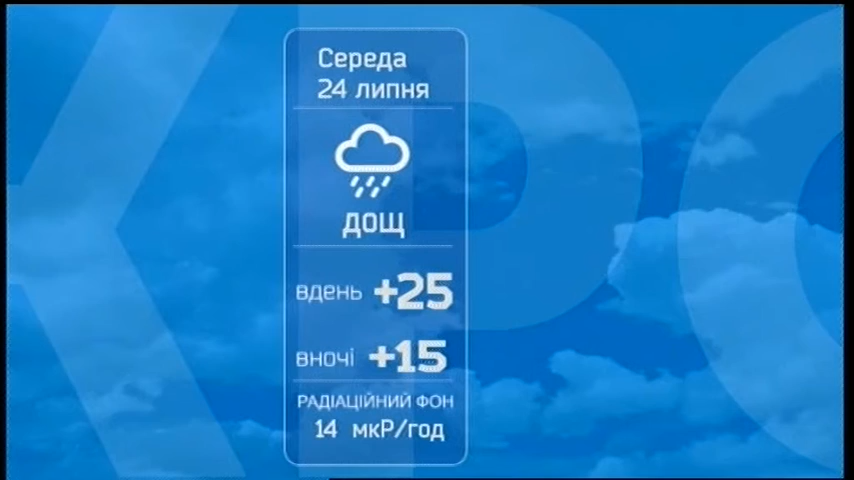 Середа
24 липня
ДОЩ
вдень +25
вночі +15
РАДІАЦІЙНИЙ ФОН
14 мкР/год